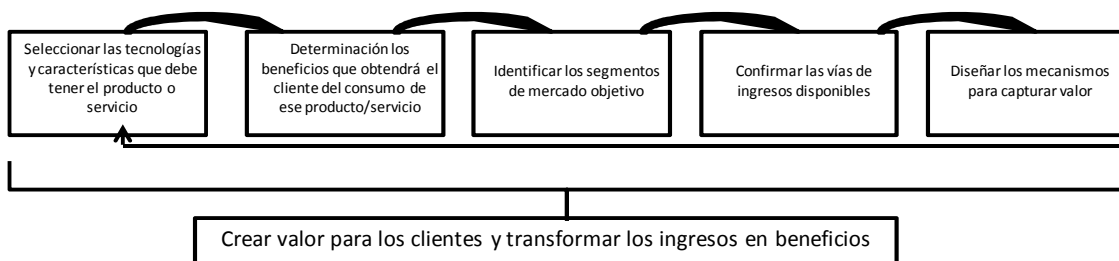 Seleccionar las tecnologías
y características que debe
tener el producto o
servicio
Determinación los
beneficios que obtendrá el
cliente del consumo de
ese producto/servicio
Identificar los segmentos
de mercado objetivo
Confirmar las vías de
ingresos disponibles
Diseñar los mecanismos
para capturar valor
Crear valor para los clientes y transformar los ingresos en beneficios